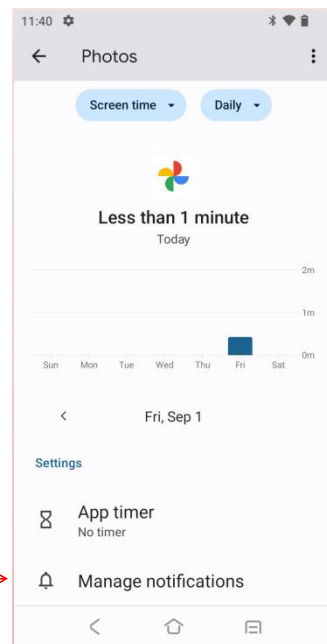 11:40
Photos
Screen time
Daily
Less than 1 minute
Today
2m
1m
0m
Sun Mon Tue Wed Thu Fri Sat
Fri, Sep 1
Settings
App timer
No timer
Manage notifications